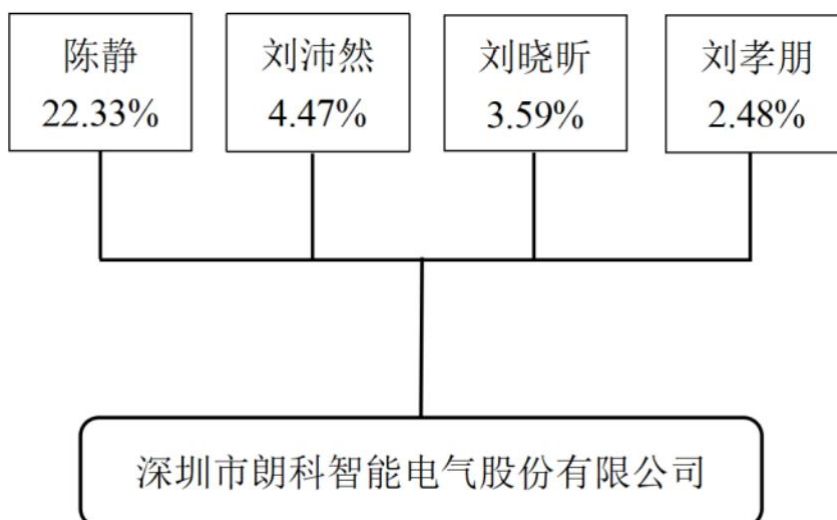 陈静
22.33%
刘沛然
4.47%
刘晓昕
3.59%
刘孝朋
2.48%
深圳市朗科智能电气股份有限公司